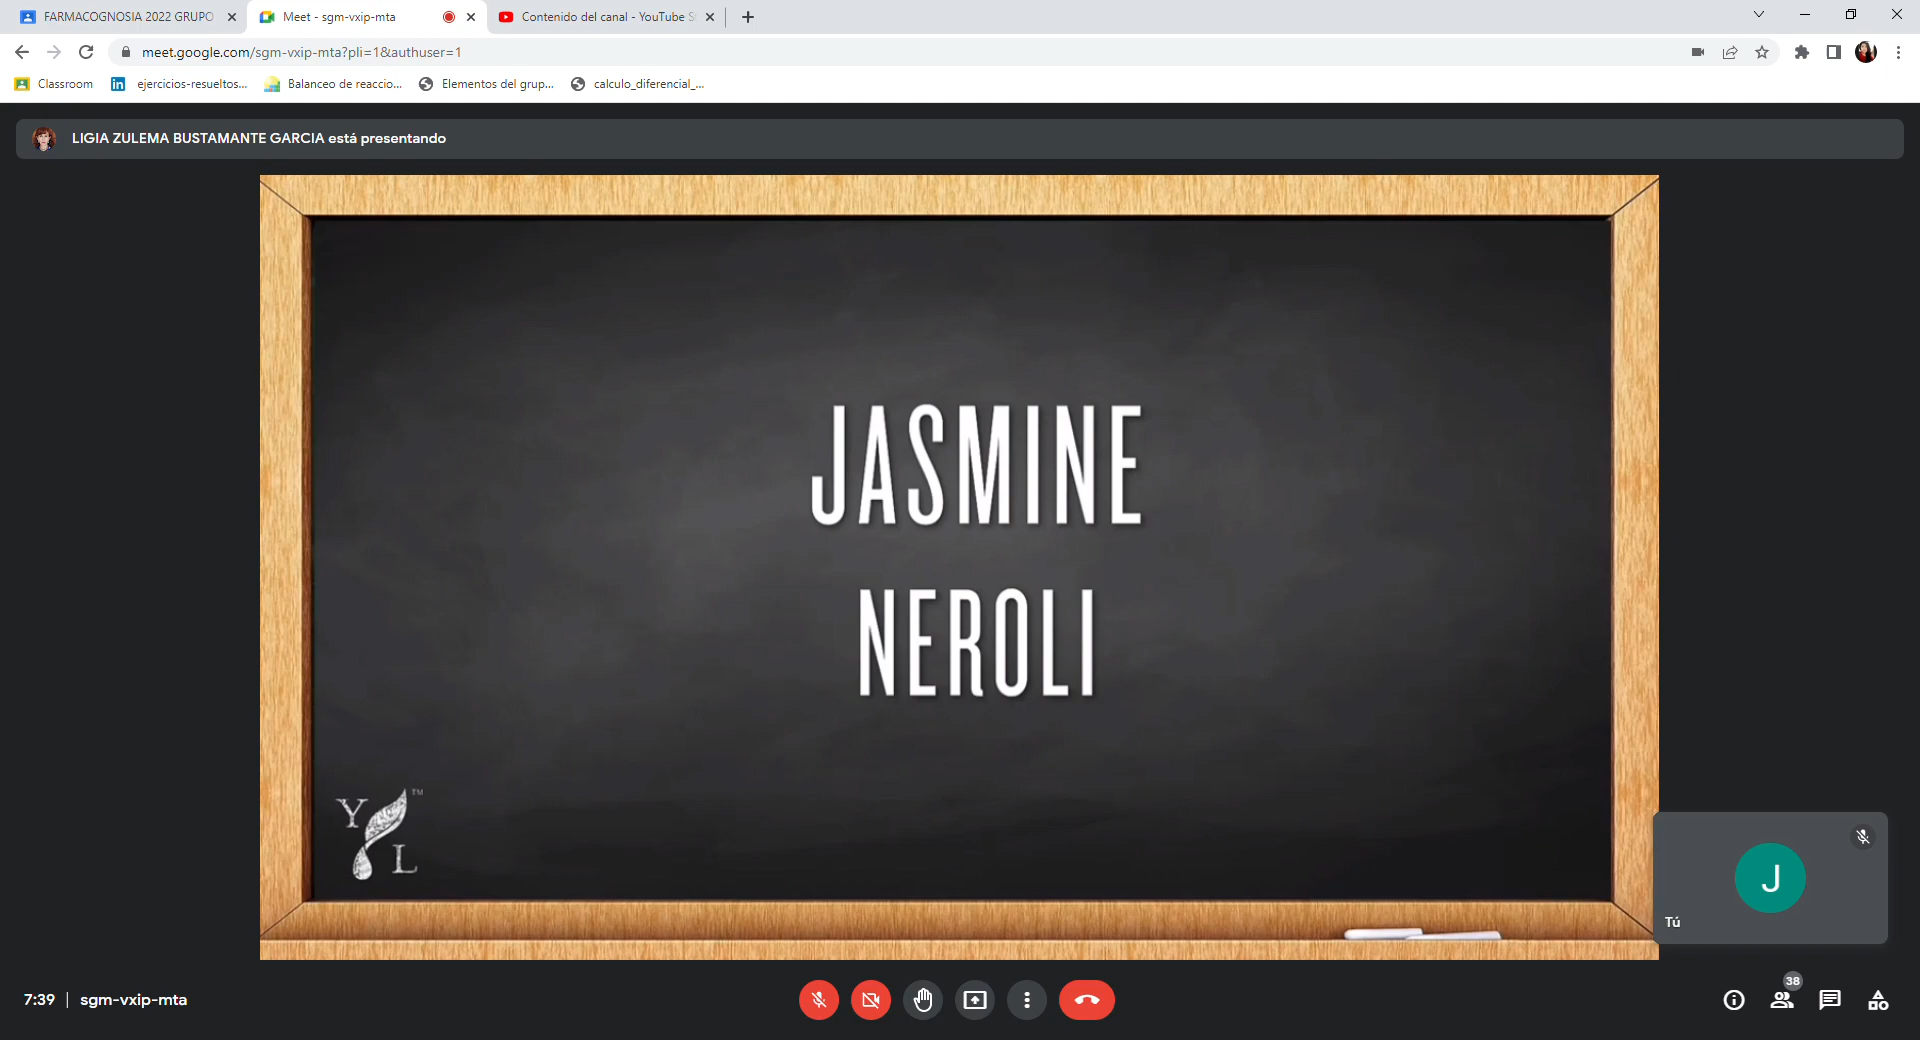 FARMACOGNOSIA 2022 GRUPO
Meet - sgm-vxip-mta
Contenido del canal - YouTube S
meet.google.com/sgm-vxip-mta?pli=1&authuser=1
Classroom
ejercicios-resueltos...
Balanceo de reaccio...
Elementos del grup...
calculo_diferencial_...
LIGIA ZULEMA BUSTAMANTE GARCIA está presentando
JASMINE
NEROLI
Y L ™
J
Tú
7:39 | sgm-vxip-mta
38